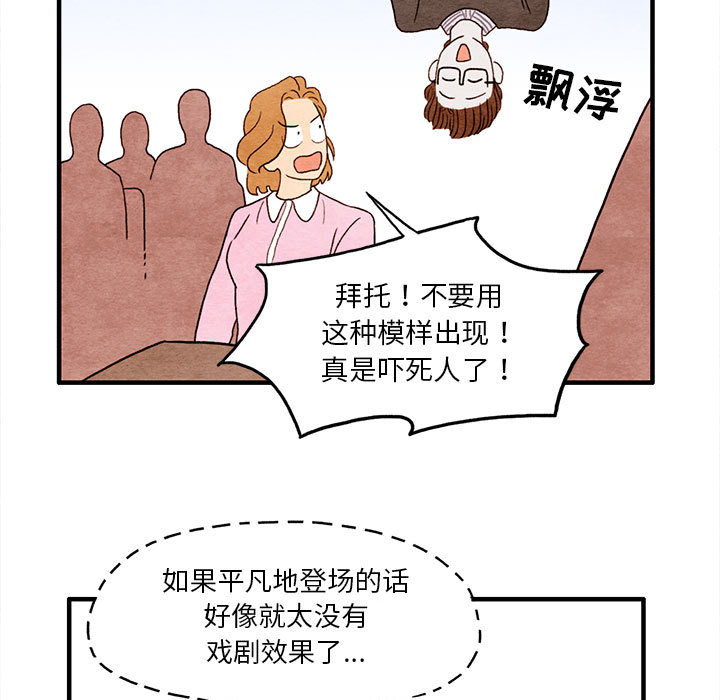 飘浮
拜托！不要用
这种模样出现！
真是吓死人了！
如果平凡地登场的话
好像就太没有
戏剧效果了...